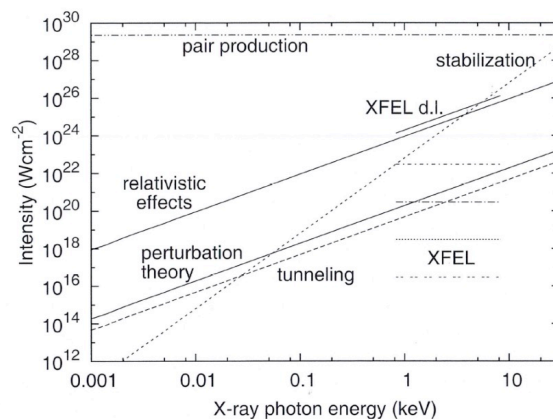 10^30
pair production
stabilization
10^28
10^26
XFEL d.l.
10^24
10^22
relativistic
effects
10^20
10^18
perturbation
theory
tunneling
XFEL
10^16
10^14
10^12
0.001
0.01
0.1
1
10
Intensity (Wcm^-2)
X-ray photon energy (keV)